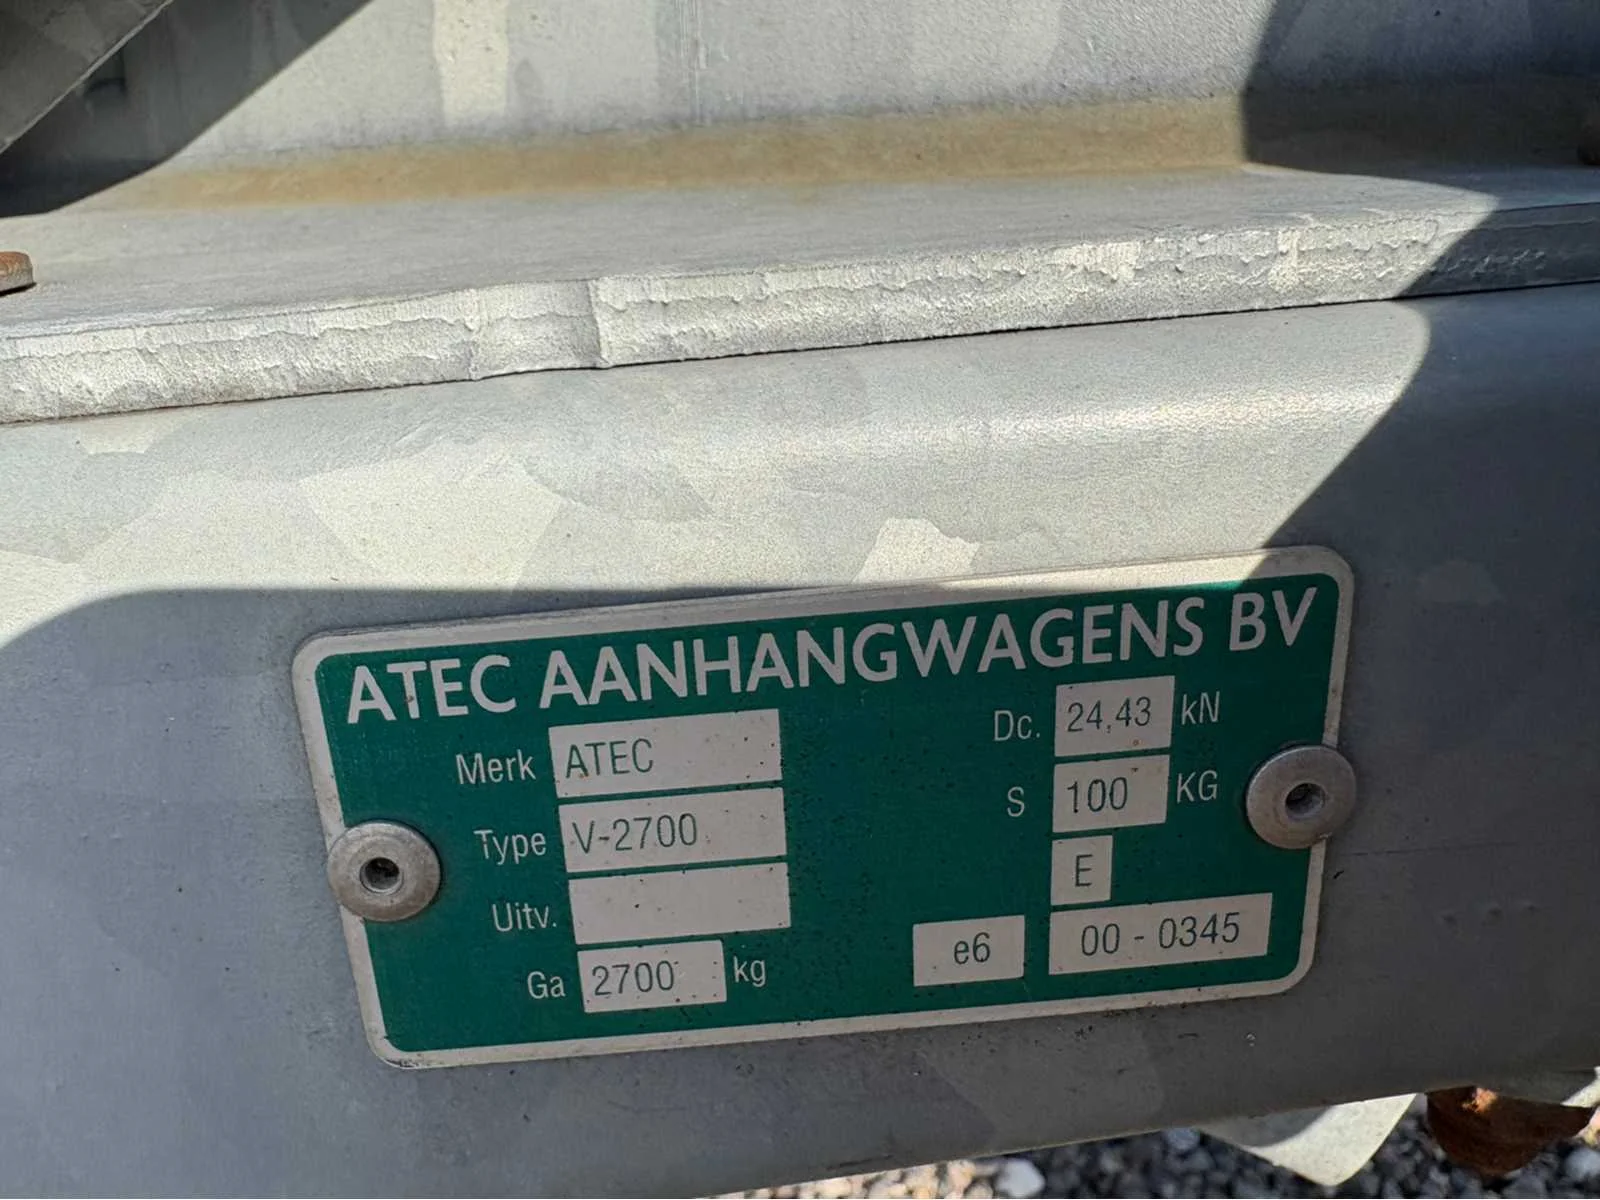 ATEC AANHANGWAGENS BV
Merk ATEC
Type V-2700
Uitv.
Ga 2700 kg
Dc. 24,43 kN
S 100 KG
E
e6 00 - 0345